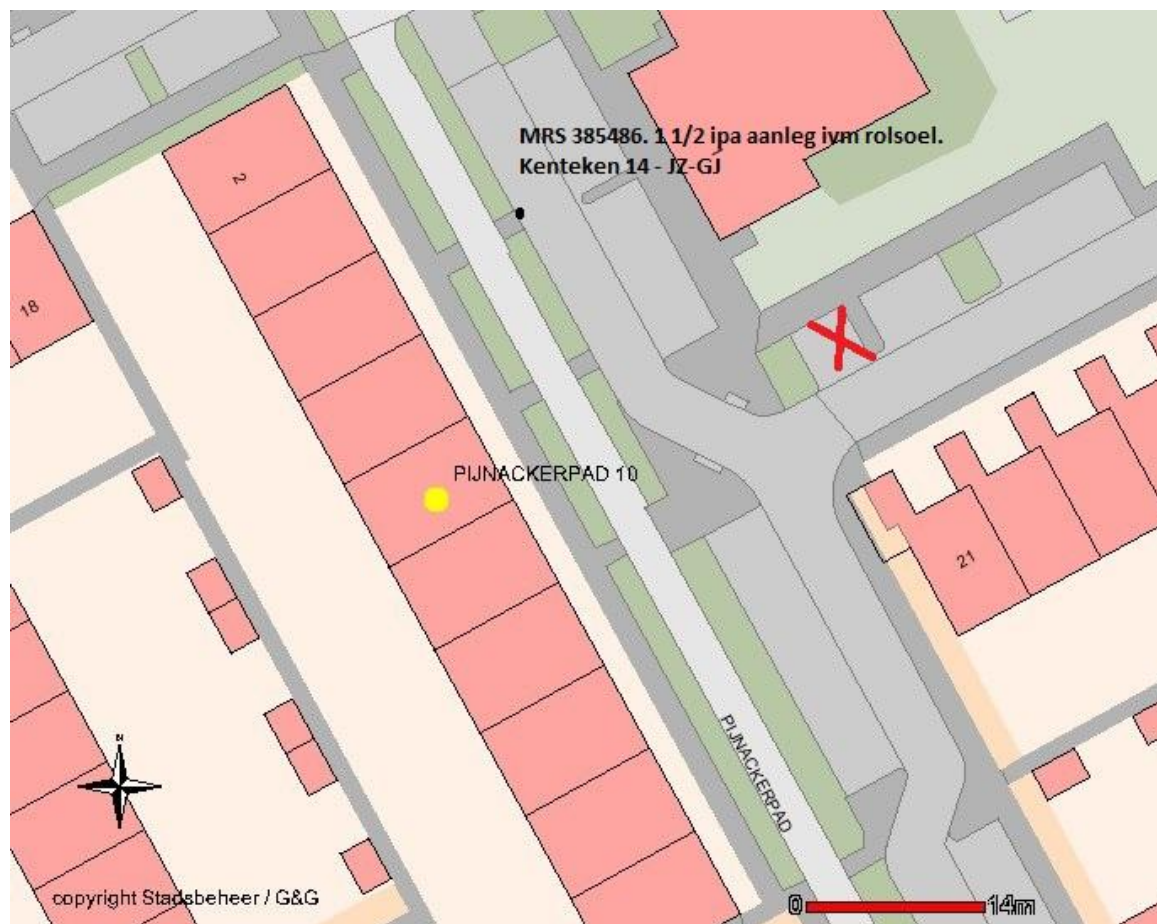 MRS 385486. 1 1/2 ipa aanleg ivm rolsoel.
Kenteken 14 - JZ-GJ
2
18
PIJNACKERPAD 10
21
PIJNACKERPAD
N
copyright Stadsbeheer / G&G
0 14m